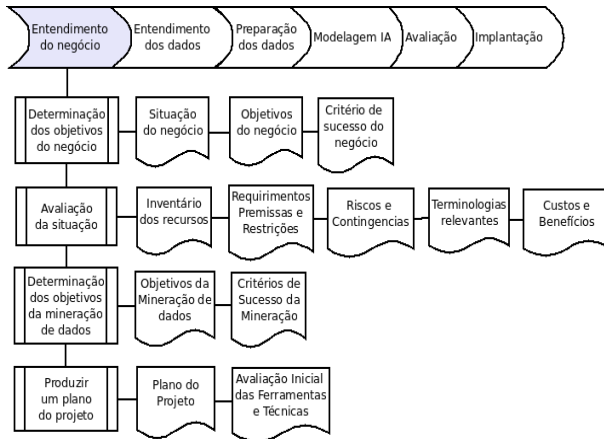 Entendimento
do negócio
Entendimento
dos dados
Preparação
dos dados
Modelagem IA
Avaliação
Implantação
Determinação
dos objetivos
do negócio
Situação
do negócio
Objetivos
do negócio
Critério de
sucesso do
negócio
Avaliação
da situação
Inventário
dos recursos
Requirimentos
Premissas e
Restrições
Riscos e
Contingencias
Terminologias
relevantes
Custos e
Benefícios
Determinação
dos objetivos
da mineração
de dados
Objetivos da
Mineração de
dados
Critérios de
Sucesso da
Mineração
Produzir
um plano
do projeto
Plano do
Projeto
Avaliação Inicial
das Ferramentas
e Técnicas